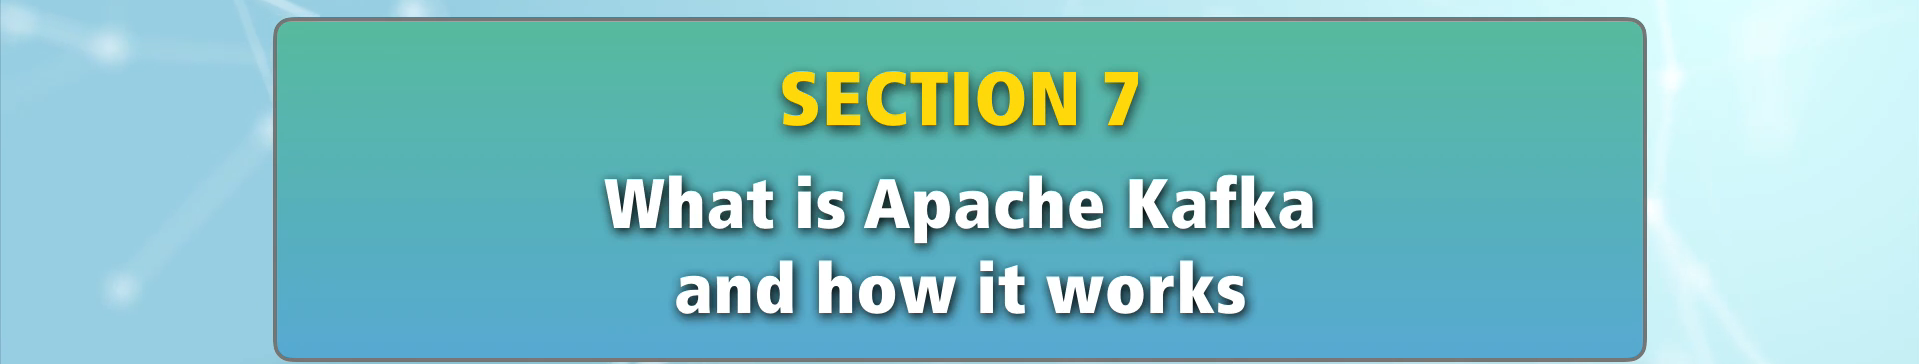 SECTION 7
What is Apache Kafka
and how it works